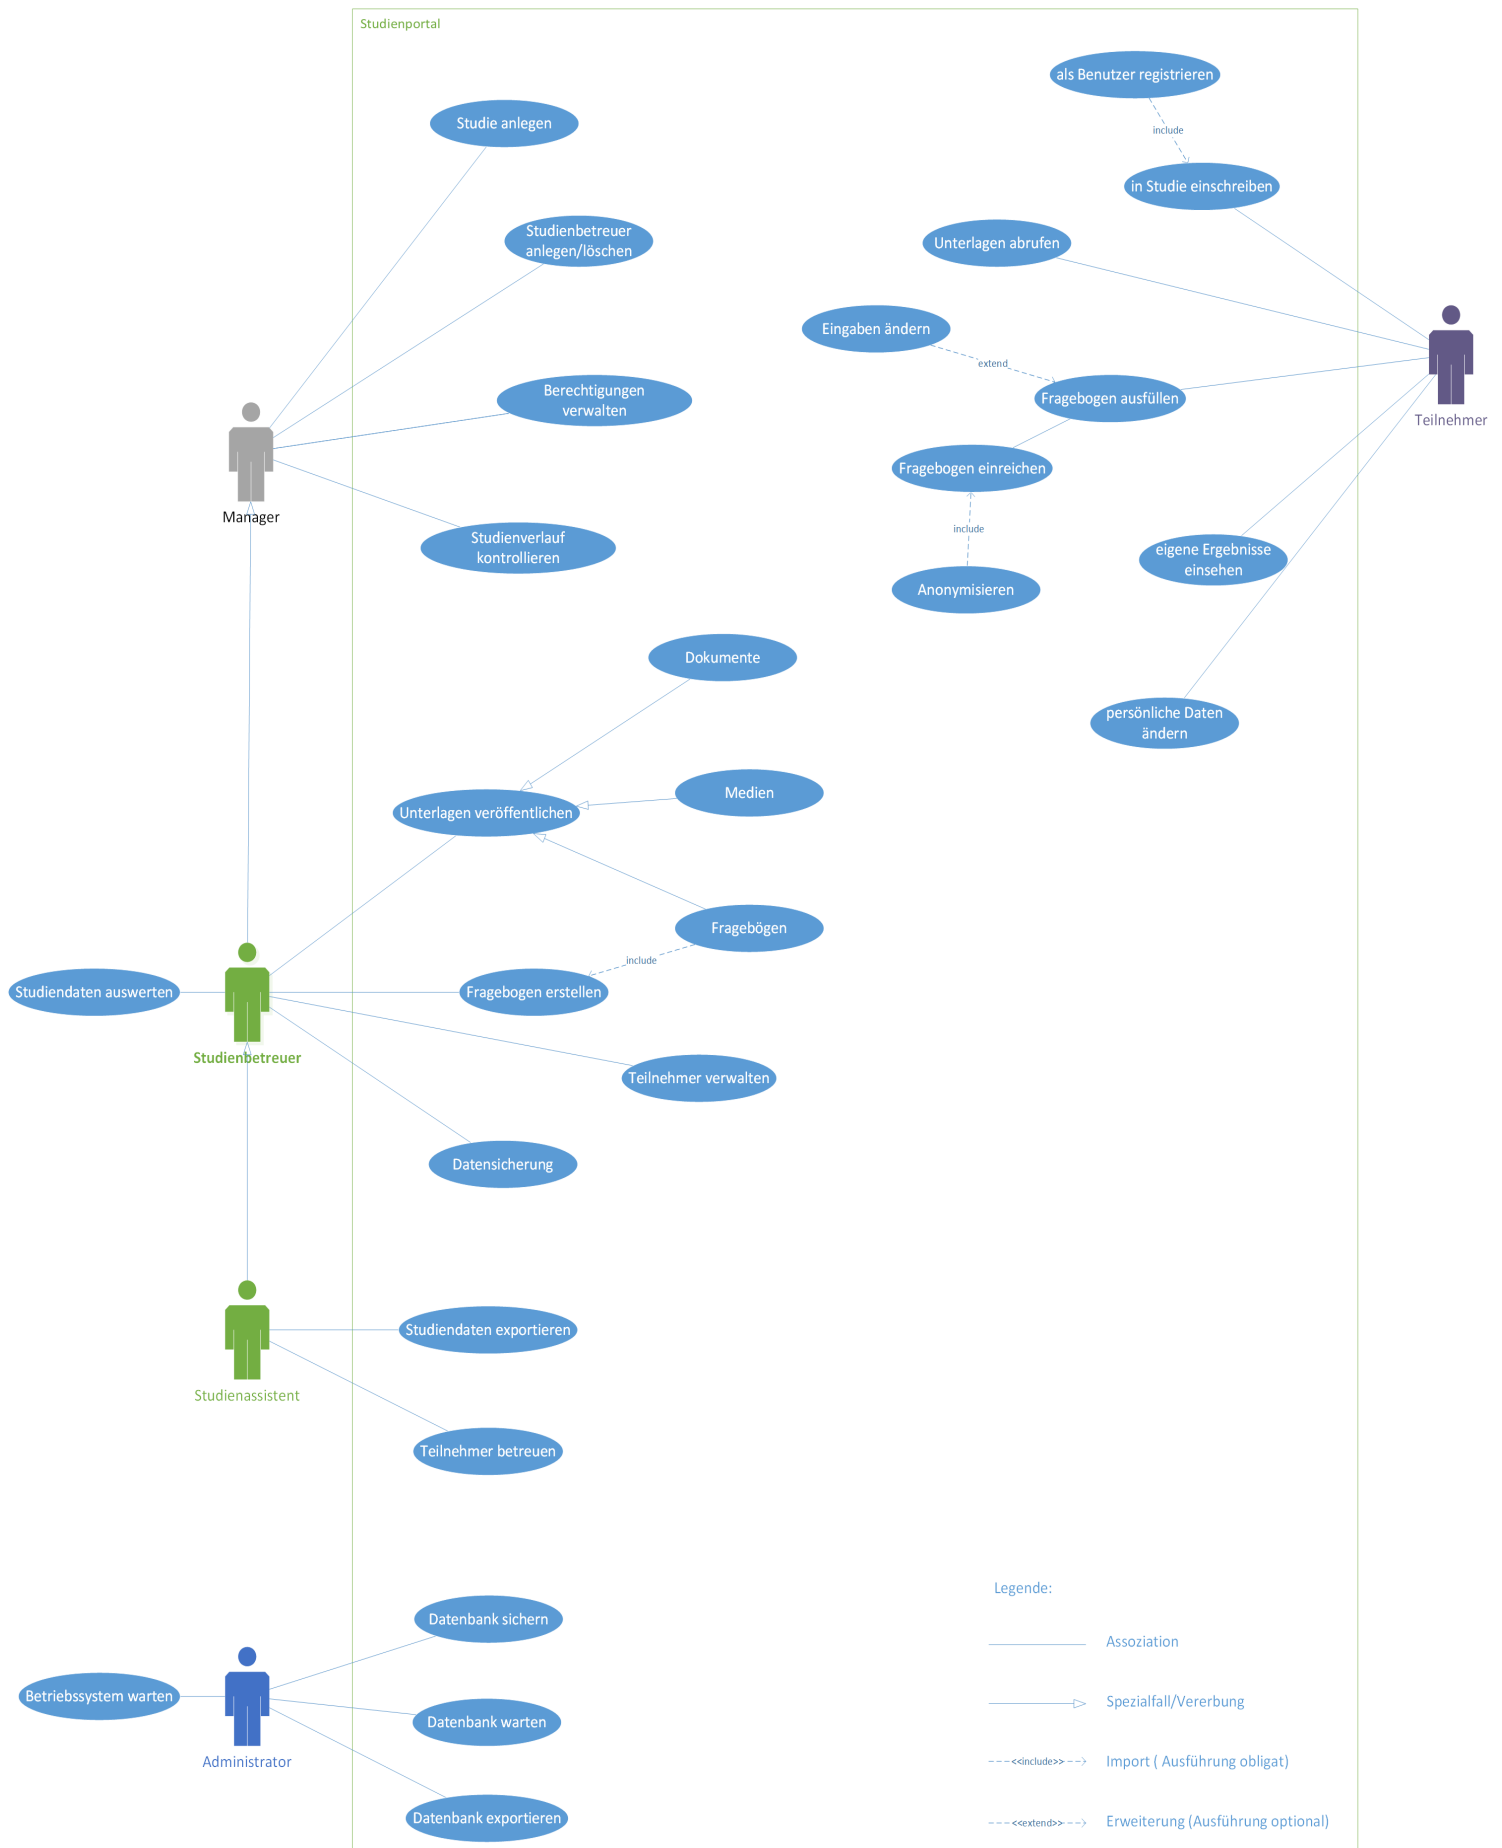 Studienportal
als Benutzer registrieren
include
in Studie einschreiben
Studie anlegen
Studienbetreuer
anlegen/löschen
Unterlagen abrufen
Eingaben ändern
extend
Fragebogen ausfüllen
Teilnehmer
Berechtigungen
verwalten
Fragebogen einreichen
include
Anonymisieren
Manager
Studienverlauf
kontrollieren
eigene Ergebnisse
einsehen
persönliche Daten
ändern
Dokumente
Medien
Unterlagen veröffentlichen
Fragebögen
include
Fragebogen erstellen
Studiendaten auswerten
Studienbetreuer
Teilnehmer verwalten
Datensicherung
Studiendaten exportieren
Studienassistent
Teilnehmer betreuen
Datenbank sichern
Betriebssystem warten
Datenbank warten
Administrator
Datenbank exportieren
Legende:
Assoziation
Spezialfall/Vererbung
<<include>>
Import ( Ausführung obligat)
<<extend>>
Erweiterung (Ausführung optional)